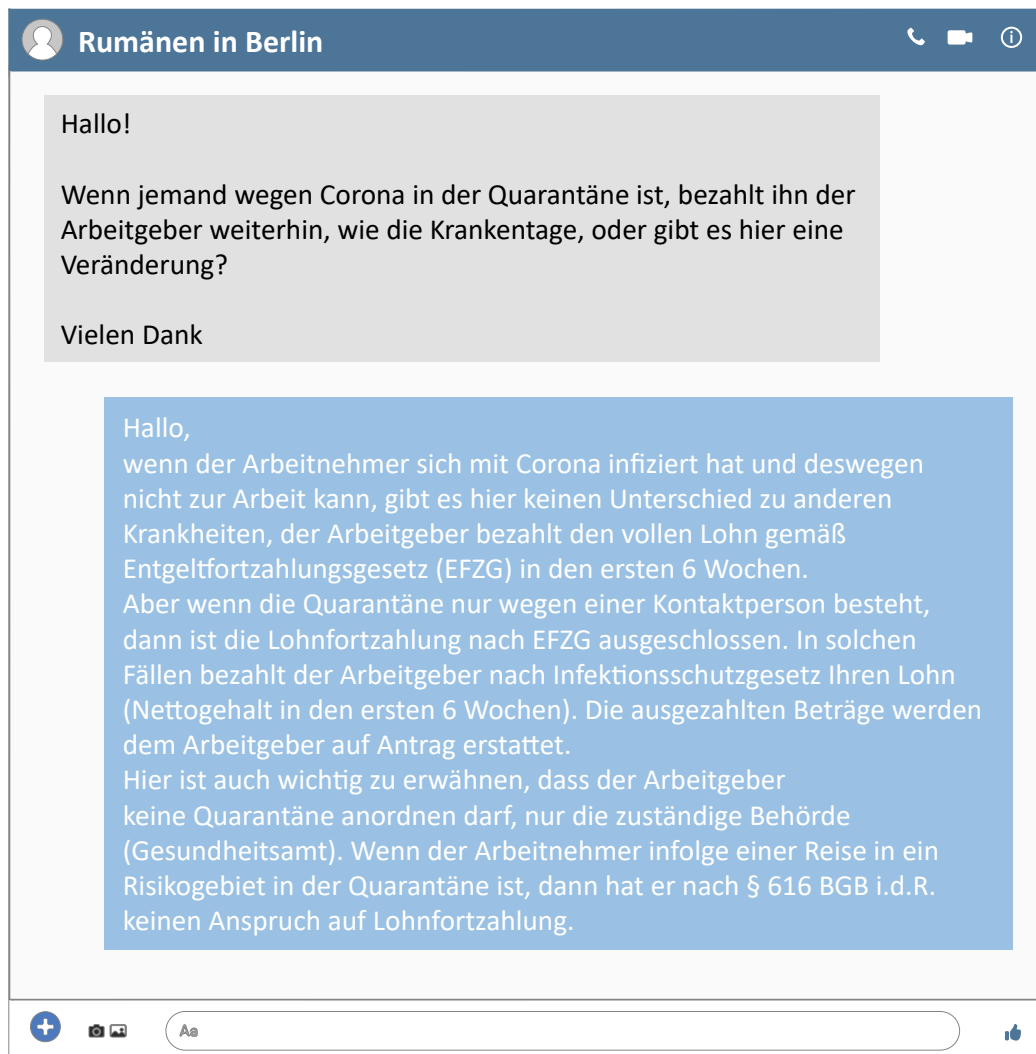 Rumänen in Berlin
Hallo!
Wenn jemand wegen Corona in der Quarantäne ist, bezahlt ihn der
Arbeitgeber weiterhin, wie die Krankentage, oder gibt es hier eine
Veränderung?
Vielen Dank
Hallo,
wenn der Arbeitnehmer sich mit Corona infiziert hat und deswegen
nicht zur Arbeit kann, gibt es hier keinen Unterschied zu anderen
Krankheiten, der Arbeitgeber bezahlt den vollen Lohn gemäß
Entgeltfortzahlungsgesetz (EFZG) in den ersten 6 Wochen.
Aber wenn die Quarantäne nur wegen einer Kontaktperson besteht,
dann ist die Lohnfortzahlung nach EFZG ausgeschlossen. In solchen
Fällen bezahlt der Arbeitgeber nach Infektionsschutzgesetz Ihren Lohn
(Nettogehalt in den ersten 6 Wochen). Die ausgezahlten Beträge werden
dem Arbeitgeber auf Antrag erstattet.
Hier ist auch wichtig zu erwähnen, dass der Arbeitgeber
keine Quarantäne anordnen darf, nur die zuständige Behörde
(Gesundheitsamt). Wenn der Arbeitnehmer infolge einer Reise in ein
Risikogebiet in der Quarantäne ist, dann hat er nach § 616 BGB i.d.R.
keinen Anspruch auf Lohnfortzahlung.
Aa